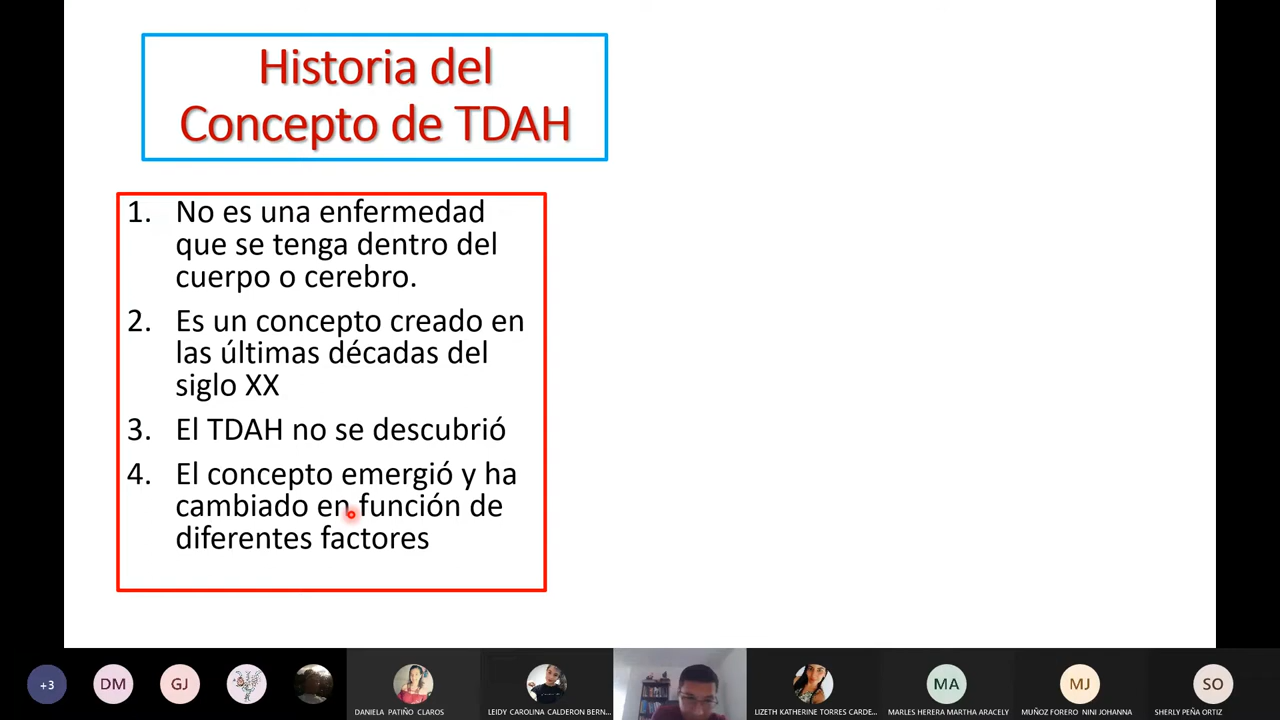 Historia del
Concepto de TDAH
1. No es una enfermedad
que se tenga dentro del
cuerpo o cerebro.
2. Es un concepto creado en
las últimas décadas del
siglo XX
3. El TDAH no se descubrió
4. El concepto emergió y ha
cambiado en función de
diferentes factores
+3
DM
GJ
MA
MJ
SO
DANIELA PATIÑO CLAROS
LEIDY CAROLINA CALDERON BERN...
LIZETH KATHERINE TORRES CARDE...
MARLES HERERA MARTHA ARACELY
MUÑOZ FORERO NINI JOHANNA
SHERLY PEÑA ORTIZ